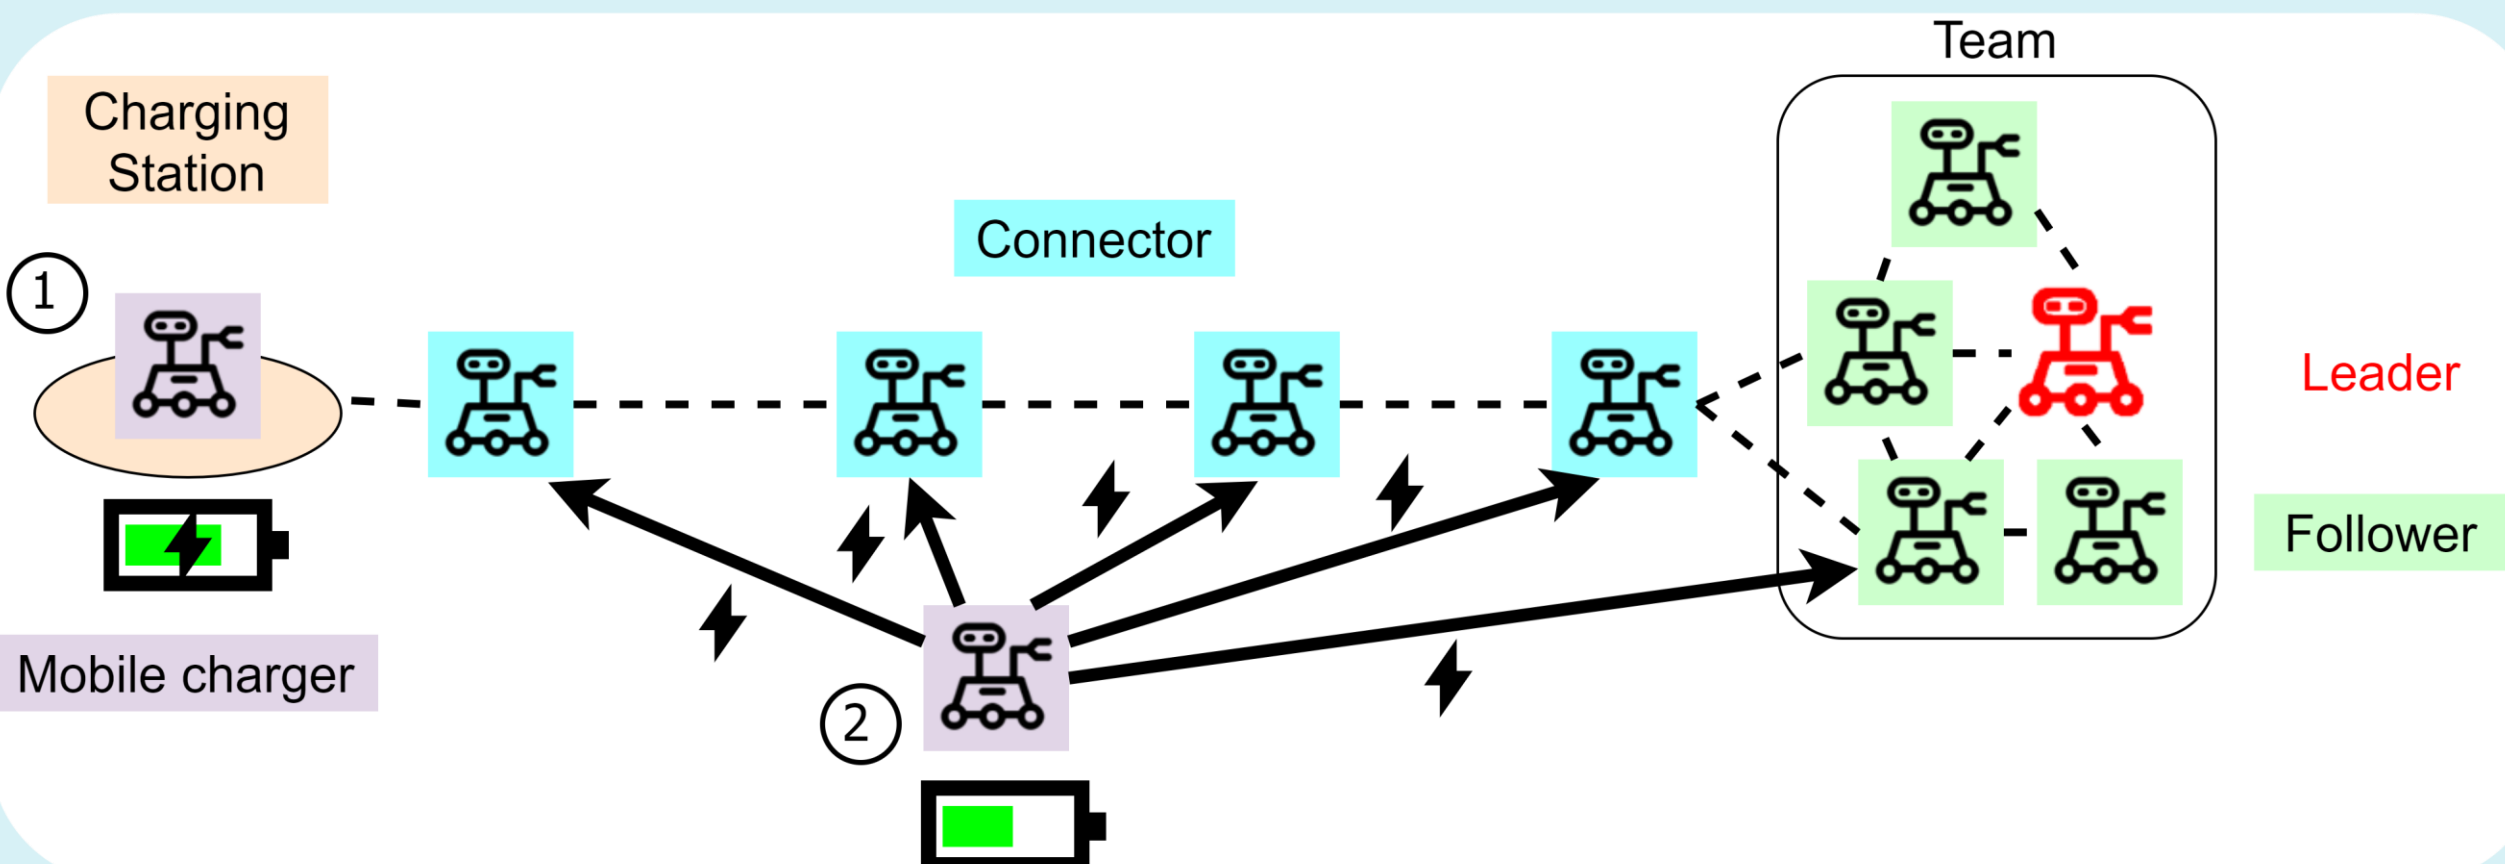 Team
Charging
Station
Connector
1
Leader
Follower
Mobile charger
2